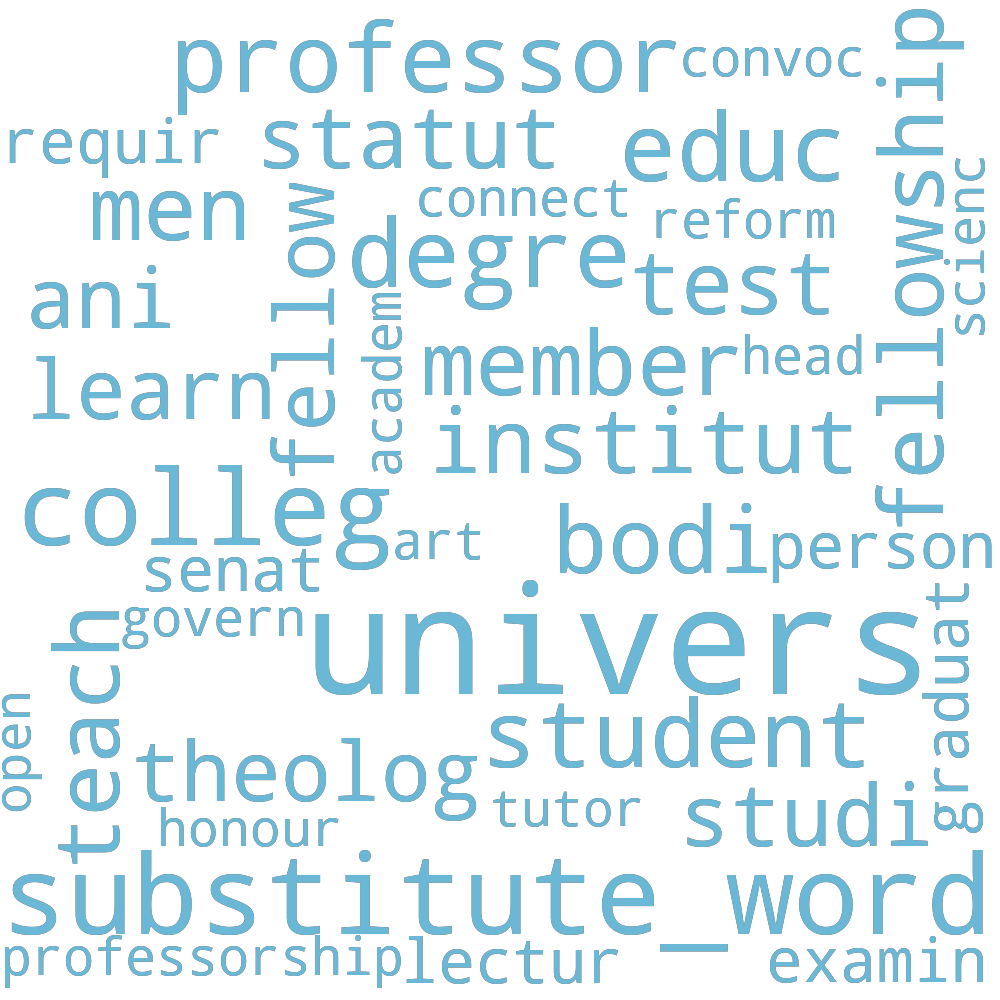 professor
convoc
fellowship
requir
statut
educ
scienc
men
fellow
connect
reform
degre
test
ani
academ
member
head
learn
institut
colleg
art
bodi
person
senat
govern
univers
graduat
teach
open
student
theolog
tutor
studi
honour
substitute_word
professorship
lectur
examin